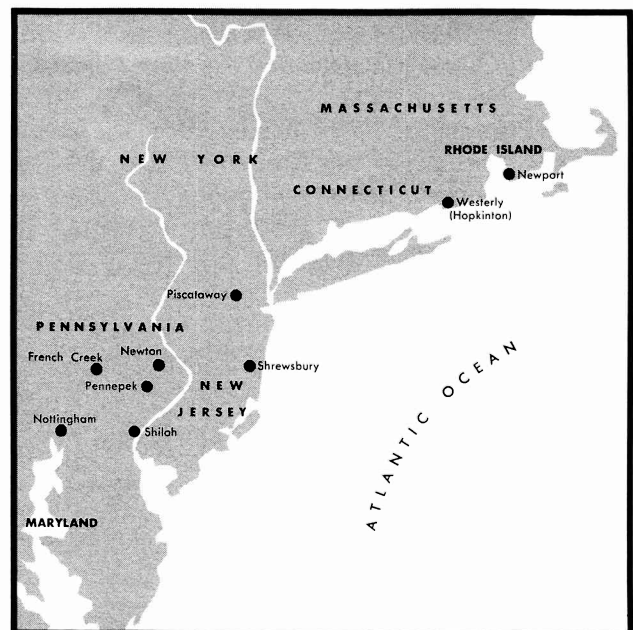 MASSACHUSETTS
RHODE ISLAND
NEW YORK
Newport
CONNECTICUT
Westerly
(Hopkinton)
Piscataway
PENNSYLVANIA
Newton
French Creek
Shrewsbury
Pennepek
NEW
JERSEY
Nottingham
Shiloh
ATLANTIC OCEAN
MARYLAND